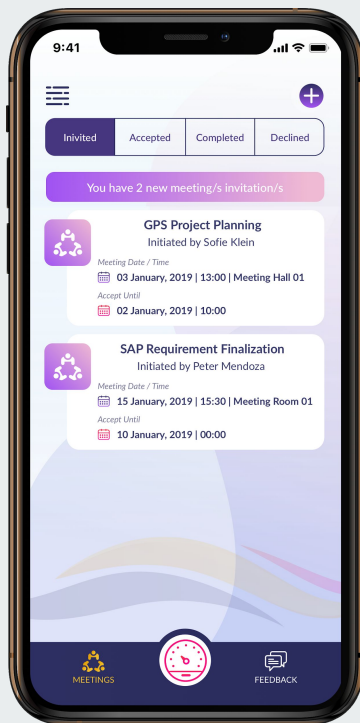 9:41
Inivited
Accepted
Completed
Declined
You have 2 new meeting/s invitation/s
GPS Project Planning
Initiated by Sofie Klein
Meeting Date / Time
03 January, 2019 | 13:00 | Meeting Hall 01
Accept Until
02 January, 2019 | 10:00
SAP Requirement Finalization
Initiated by Peter Mendoza
Meeting Date / Time
15 January, 2019 | 15:30 | Meeting Room 01
Accept Until
10 January, 2019 | 00:00
MEETINGS
FEEDBACK